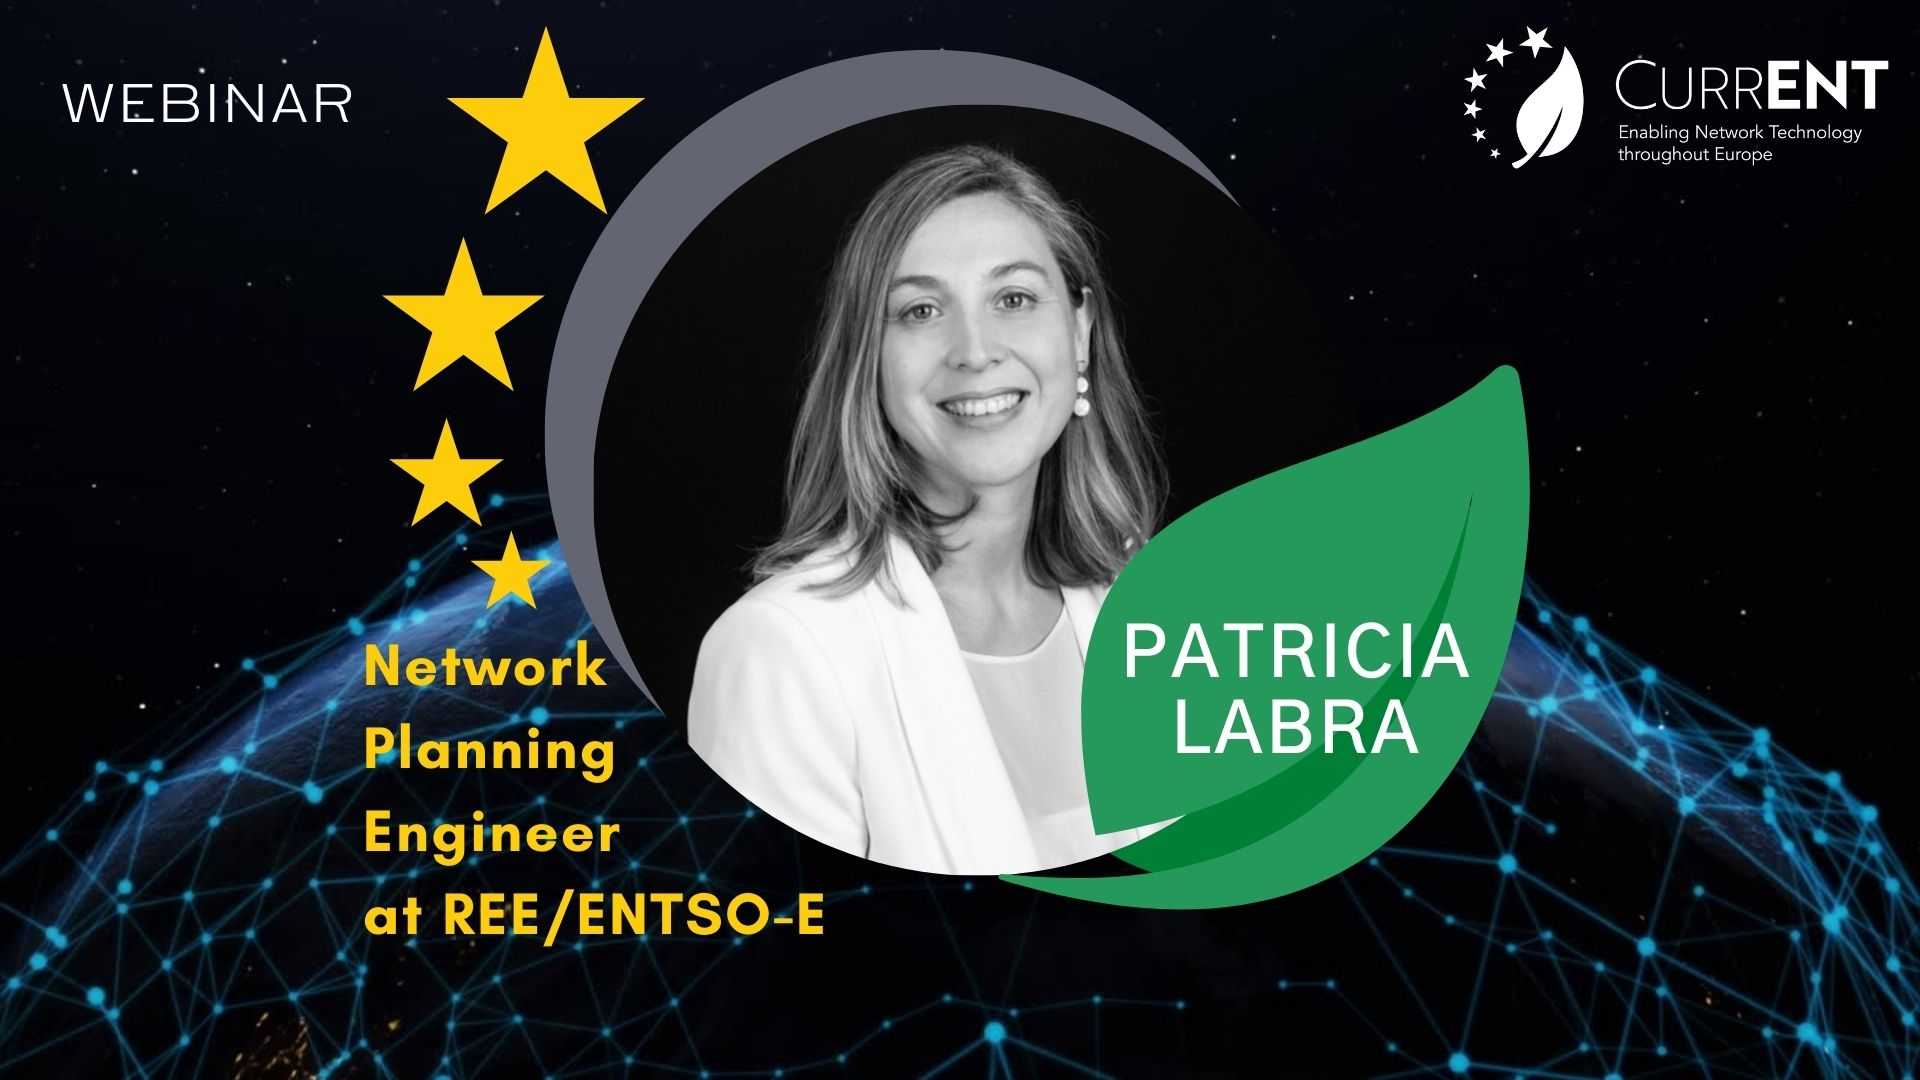 WEBINAR
CURRENT
Enabling Network Technology
throughout Europe
PATRICIA
LABRA
Network
Planning
Engineer
at REE/ENTSO-E